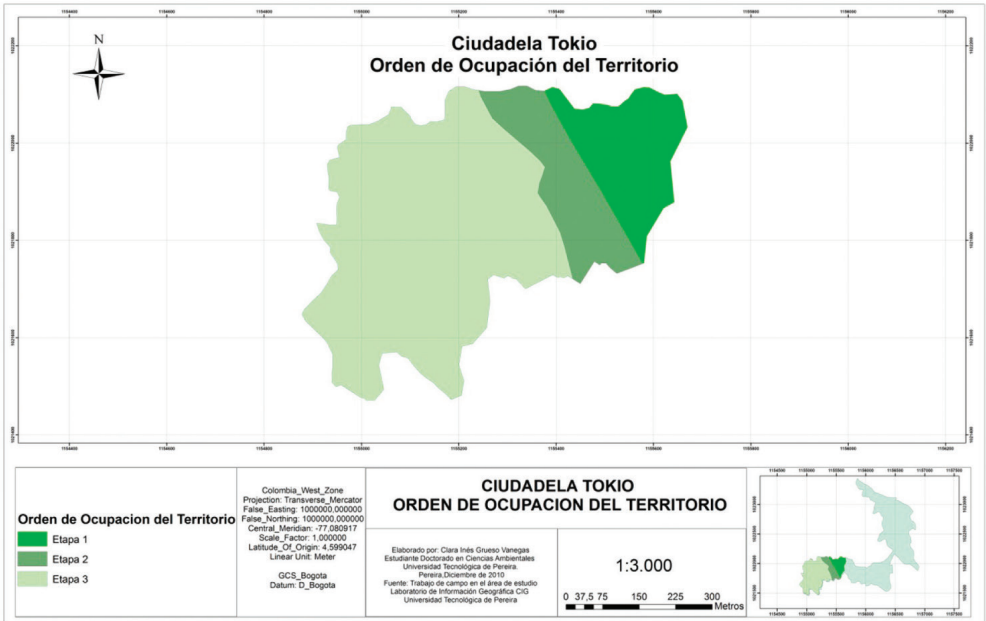 N
Ciudadela Tokio
Orden de Ocupación del Territorio
Orden de Ocupacion del Territorio
Etapa 1
Etapa 2
Etapa 3
Colombia_West_Zone
Projection: Transverse_Mercator
False_Easting: 1000000,000000
False_Northing: 1000000,000000
Central_Meridian: -77,080917
Scale_Factor: 1,000000
Latitude_Of_Origin: 4,599047
Linear Unit: Meter
GCS_Bogota
Datum: D_Bogota
CIUDADELA TOKIO
ORDEN DE OCUPACION DEL TERRITORIO
Elaborado por: Clara Inés Grueso Vanegas
Estudiante Doctorado en Ciencias Ambientales
Universidad Tecnológica de Pereira.
Pereira,Diciembre de 2010
Fuente: Trabajo de campo en el área de estudio
Laboratorio de Información Geográfica CIG
Universidad Tecnológica de Pereira
1:3.000
0 37,5 75 150 225 300
Metros